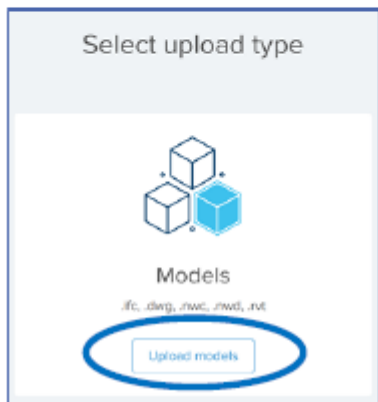 Select upload type
Models
.ifc, .dwg, .nwc, .nwd, .rvt
Upload models